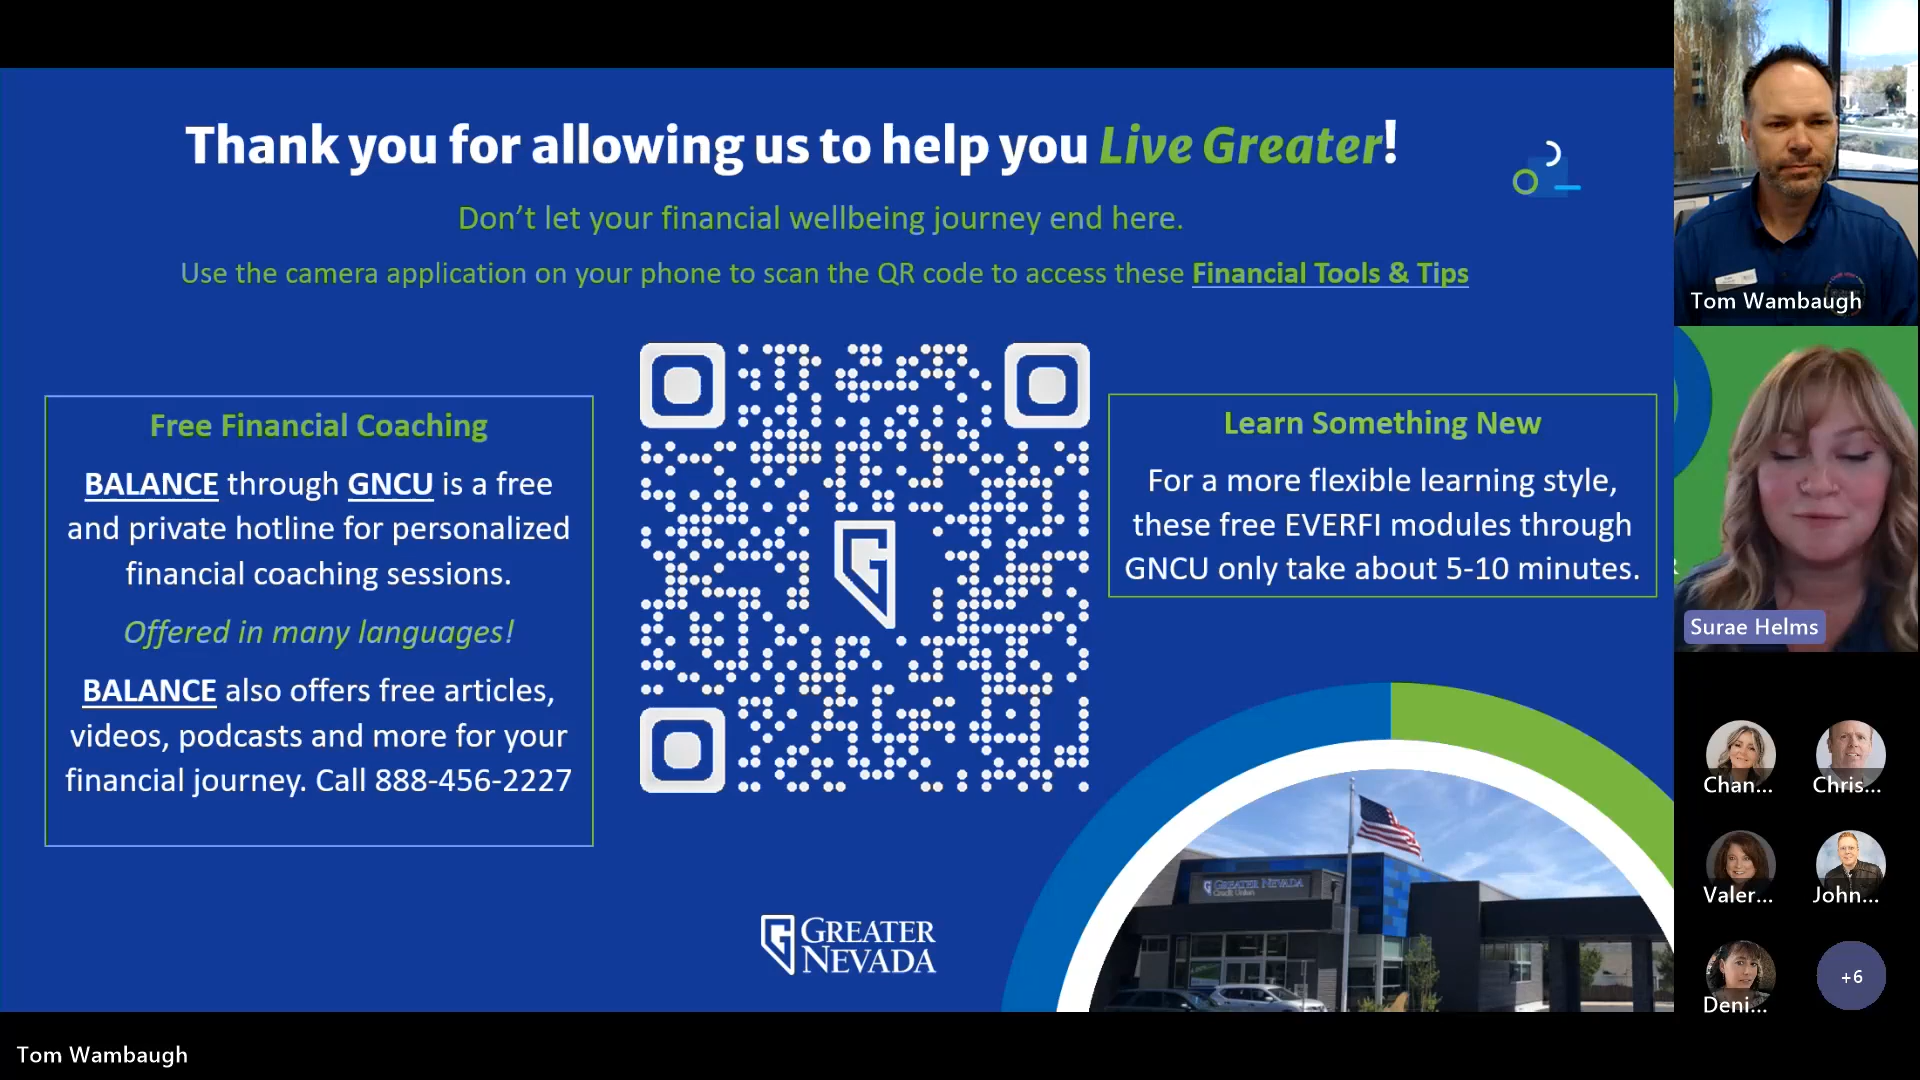 Thank you for allowing us to help you Live Greater!
Don’t let your financial wellbeing journey end here.
Use the camera application on your phone to scan the QR code to access these Financial Tools & Tips
Free Financial Coaching
BALANCE through GNCU is a free
and private hotline for personalized
financial coaching sessions.
Offered in many languages!
BALANCE also offers free articles,
videos, podcasts and more for your
financial journey. Call 888-456-2227
Learn Something New
For a more flexible learning style,
these free EVERFI modules through
GNCU only take about 5-10 minutes.
GREATER NEVADA
Credit Union
GREATER
NEVADA
Tom Wambaugh
Tom Wambaugh
Surae Helms
Chan...
Chris...
Valer...
John...
Deni...
+6